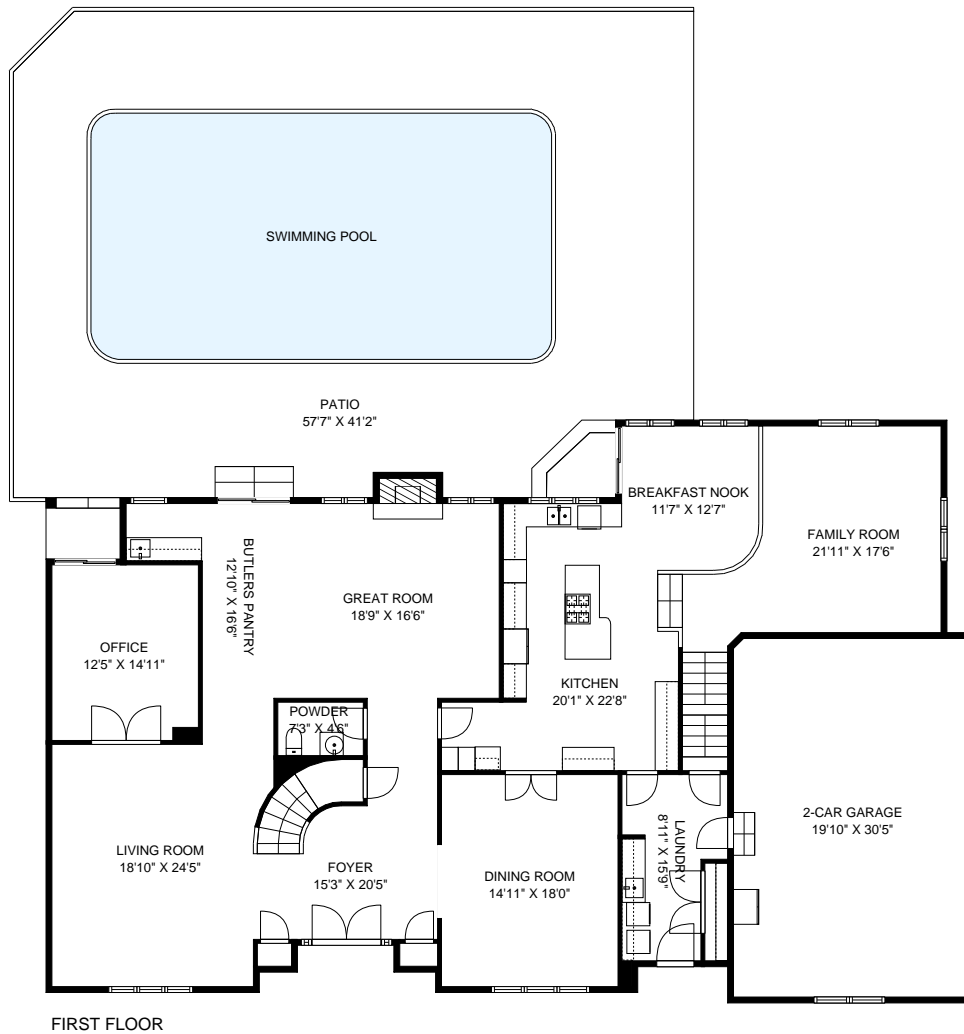 SWIMMING POOL
PATIO
57'7" X 41'2"
BREAKFAST NOOK
11'7" X 12'7"
FAMILY ROOM
21'11" X 17'6"
BUTLERS PANTRY
12'10" X 16'6"
GREAT ROOM
18'9" X 16'6"
OFFICE
12'5" X 14'11"
KITCHEN
20'1" X 22'8"
POWDER
7'3" X 4'6"
2-CAR GARAGE
19'10" X 30'5"
LIVING ROOM
18'10" X 24'5"
FOYER
15'3" X 20'5"
DINING ROOM
14'11" X 18'0"
LAUNDRY
8'11" X 15'9"
FIRST FLOOR